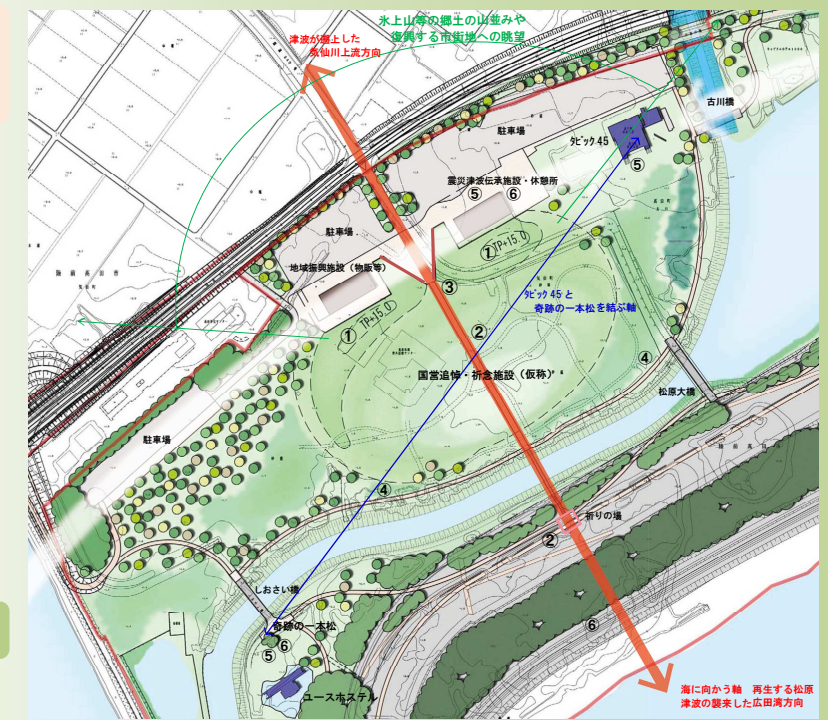 氷上山等の郷土の山並みや
復興する市街地への眺望
津波が遡上した
気仙川上流方向
古川橋
駐車場
タピック45
⑤
震災津波伝承施設・休憩所
⑤ ⑥
駐車場
①TP+15.0
地域振興施設（物販等）
③
タピック45と
奇跡の一本松を結ぶ軸
①TP+15.0
②
国営追悼・祈念施設（仮称）
④
松原大橋
駐車場
④
祈りの場
②
しおさい橋
奇跡の一本松
⑤ ⑥
⑥
ユースホステル
海に向かう軸 再生する松原
津波の襲来した広田湾方向